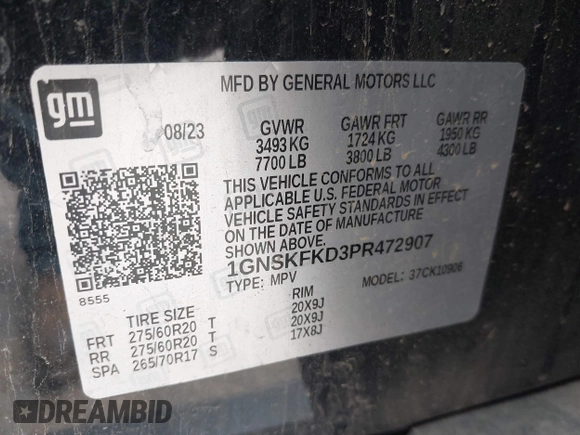 gm
MFD BY GENERAL MOTORS LLC
08/23 GVWR GAWR FRT GAWR RR
3493 KG 1724 KG 1950 KG
7700 LB 3800 LB 4300 LB
THIS VEHICLE CONFORMS TO ALL
APPLICABLE U.S. FEDERAL MOTOR
VEHICLE SAFETY STANDARDS IN EFFECT
ON THE DATE OF MANUFACTURE
SHOWN ABOVE.
1GNSKFKD3PR472907
TYPE: MPV MODEL: 37CK10906
8555
TIRE SIZE RIM
FRT 275/60R20 T 20X9J
RR 275/60R20 T 20X9J
SPA 265/70R17 S 17X8J
DREAMBID